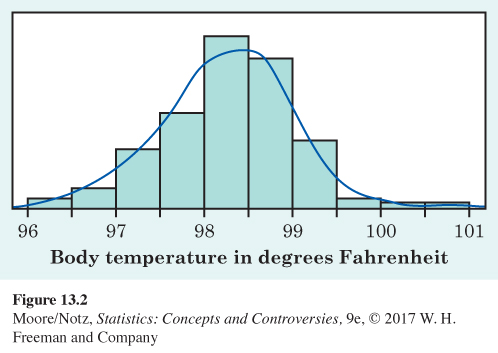 96 97 98 99 100 101
Body temperature in degrees Fahrenheit
Figure 13.2
Moore/Notz, Statistics: Concepts and Controversies, 9e, © 2017 W. H.
Freeman and Company